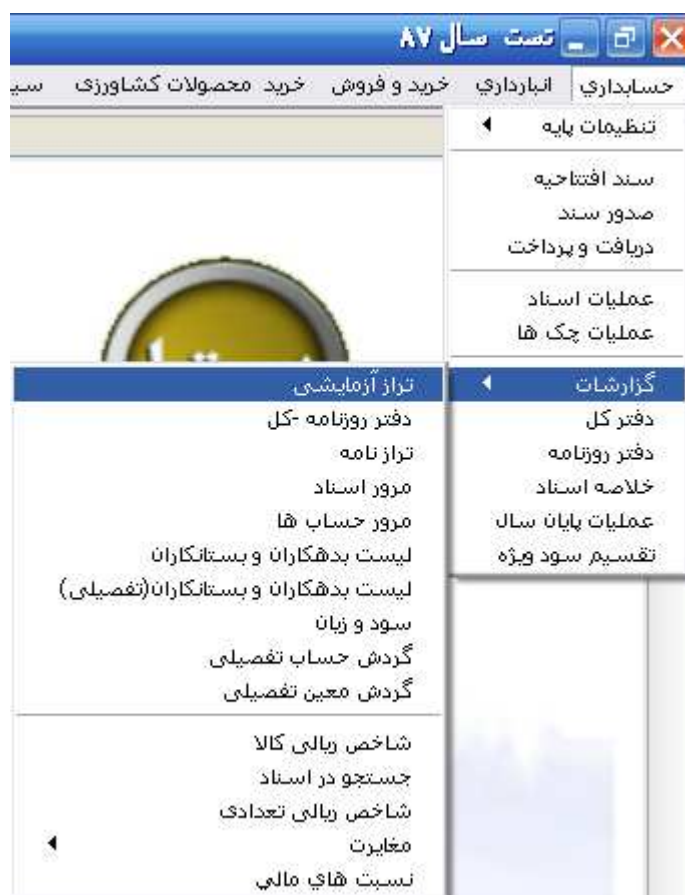 تست سال ۸۷
حسابداري انبارداري خرید و فروش خرید محصولات کشاورزی
تنظیمات پایه
سند افتتاحیه
صدور سند
دریافت و پرداخت
عملیات اسناد
عملیات چک ها
گزارشات
دفتر کل
دفتر روزنامه
خلاصه اسناد
عملیات پایان سال
تقسیم سود ویژه
تراز آزمایشی
دفتر روزنامه -کل
تراز نامه
مرور اسناد
مرور حساب ها
لیست بدهکاران و بستانکاران
لیست بدهکاران و بستانکاران(تفصیلی)
سود و زیان
گردش حساب تفصیلی
گردش معین تفصیلی
شاخص ریالی کالا
جستجو در اسناد
شاخص ریالی تعدادی
مغایرت
نسبت هاي مالي